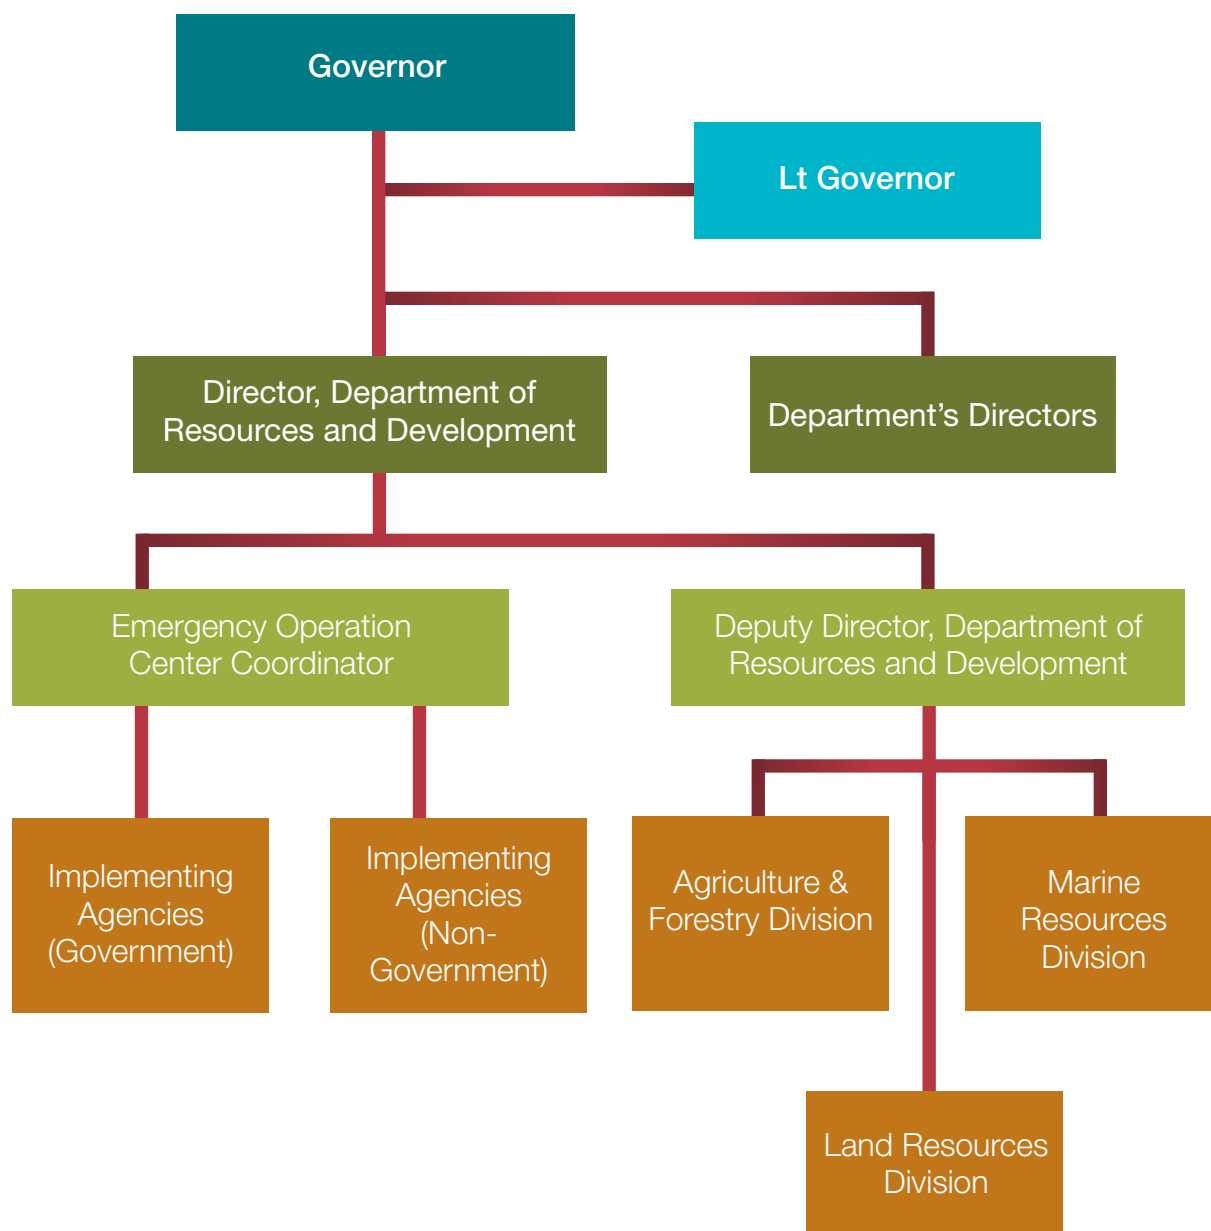 Governor
Lt Governor
Director, Department of
Resources and Development
Department’s Directors
Emergency Operation
Center Coordinator
Deputy Director, Department of
Resources and Development
Implementing
Agencies
(Government)
Implementing
Agencies
(Non-
Government)
Agriculture &
Forestry Division
Marine
Resources
Division
Land Resources
Division